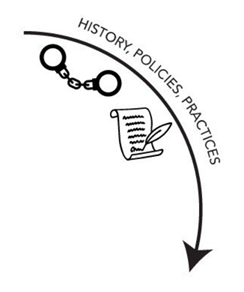 HISTORY, POLICIES, PRACTICES